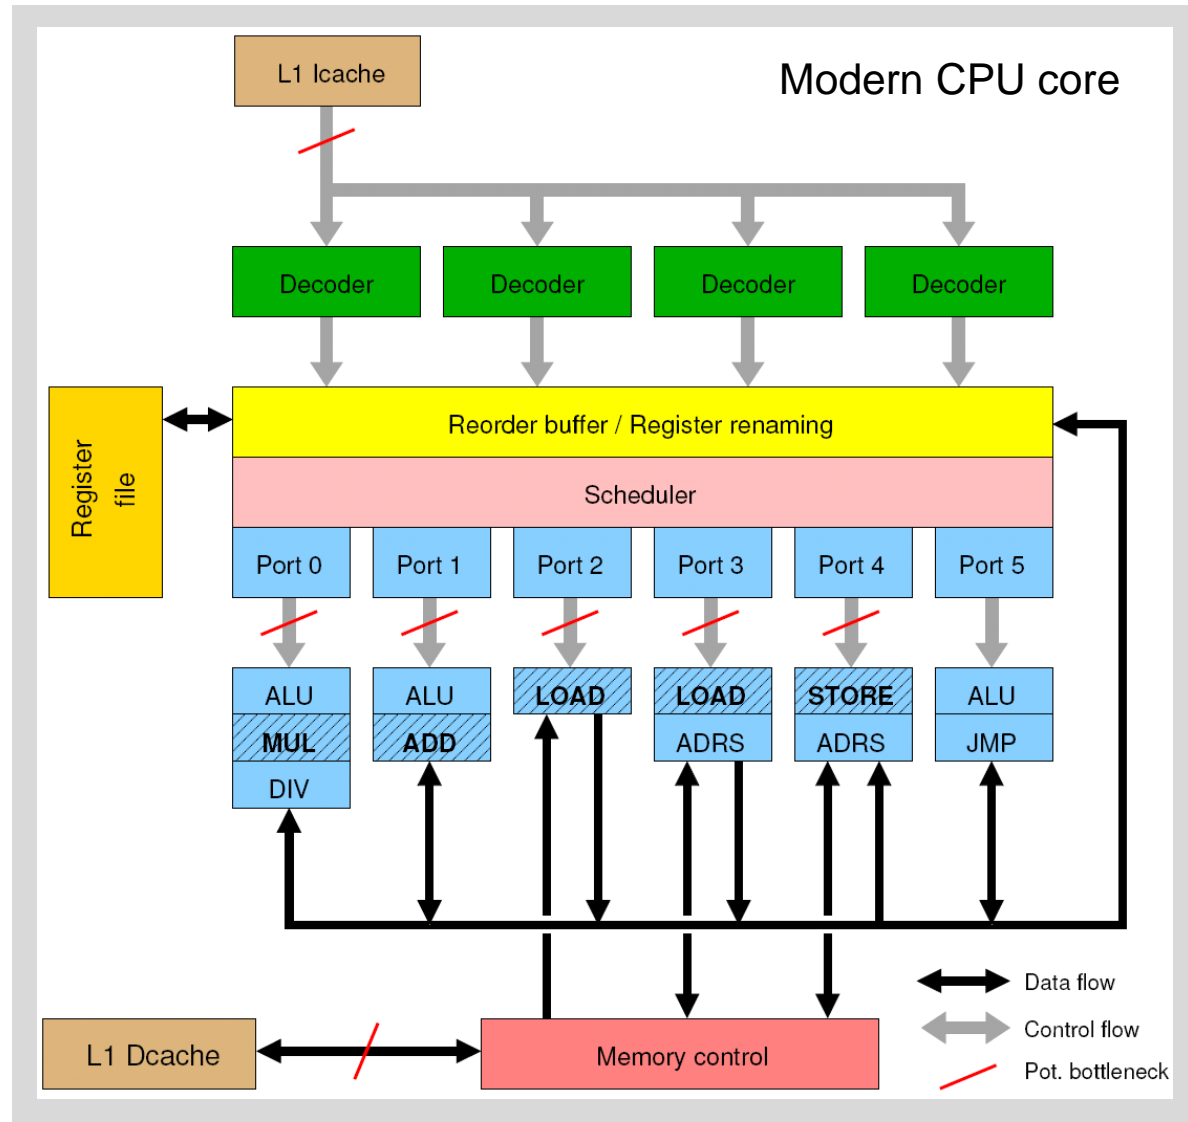 L1 Icache
Modern CPU core
Decoder
Decoder
Decoder
Decoder
Register
file
Reorder buffer / Register renaming
Scheduler
Port 0
Port 1
Port 2
Port 3
Port 4
Port 5
ALU
MUL
DIV
ALU
ADD
LOAD
LOAD
ADRS
STORE
ADRS
ALU
JMP
L1 Dcache
Memory control
Data flow
Control flow
Pot. bottleneck